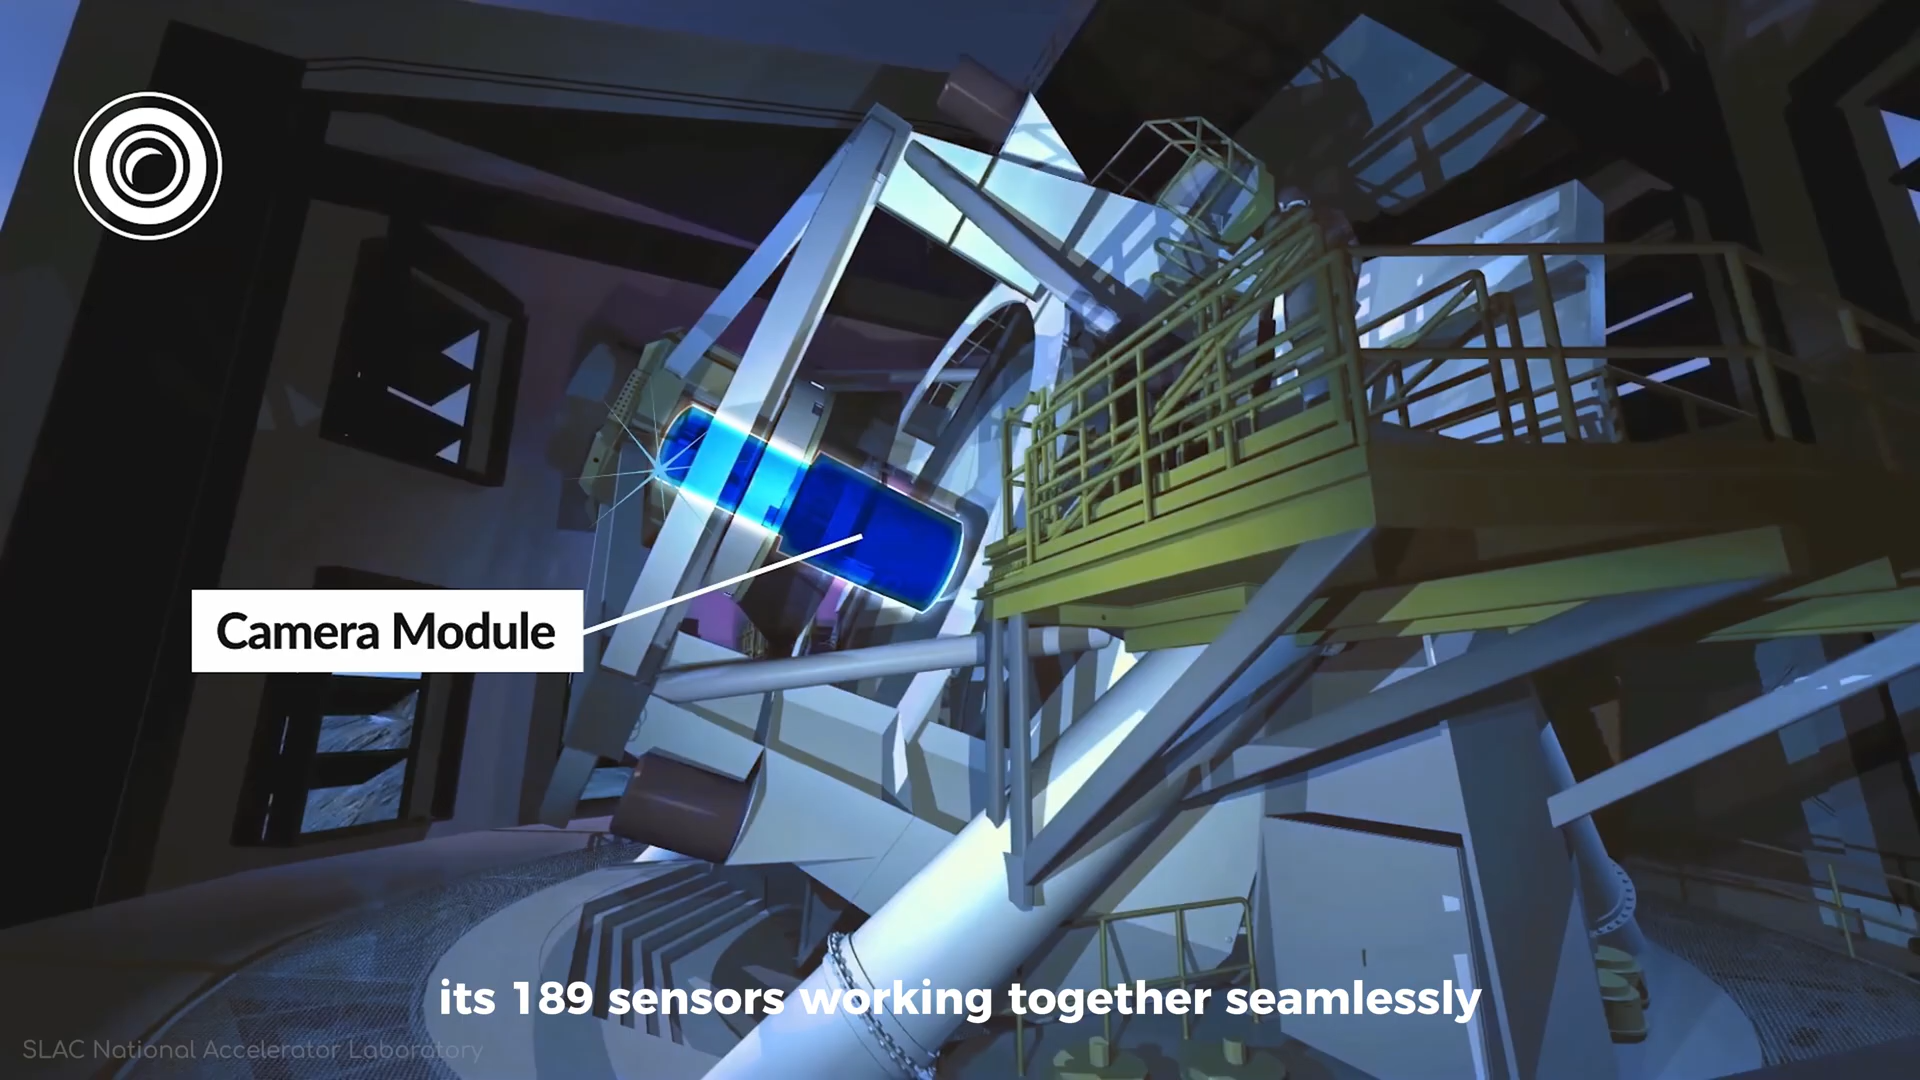 Camera Module
its 189 sensors working together seamlessly
SLAC National Accelerator Laboratory